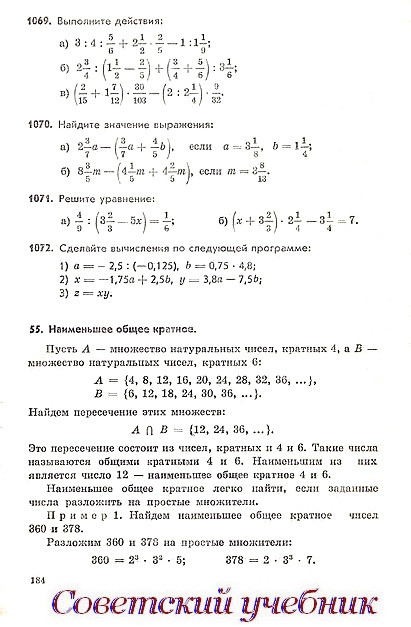 1069. Выполните действия:
а) 3 : 4 : 5/6 + 2 1/2 · 2/5 − 1 : 1 1/9;
б) 2 3/4 : (1 1/2 − 2/5) + (3/4 + 5/6) : 3 1/6;
в) (2/15 + 1 7/12) · 30/103 − (2 : 2 1/4) · 9/32.
1070. Найдите значение выражения:
а) 2 3/7 a − (3/7 a + 4/5 b), если a = 3 1/8, b = 1 1/4;
б) 8 3/5 m − (4 1/5 m + 4 2/5 m), если m = 3 8/13.
1071. Решите уравнение:
а) 4/9 : (3 2/3 − 5x) = 1/6; б) (x + 3 2/3) · 2 1/4 − 3 1/4 = 7.
1072. Сделайте вычисления по следующей программе:
1) a = − 2,5 : (−0,125), b = 0,75 · 4,8;
2) x = −1,75a + 2,5b, y = 3,8a − 7,5b;
3) z = xy.
55. Наименьшее общее кратное.
Пусть A — множество натуральных чисел, кратных 4, а B —
множество натуральных чисел, кратных 6:
A = {4, 8, 12, 16, 20, 24, 28, 32, 36, ...},
B = {6, 12, 18, 24, 30, 36, ...}.
Найдем пересечение этих множеств:
A ∩ B = {12, 24, 36, ...}.
Это пересечение состоит из чисел, кратных и 4 и 6. Такие числа
называются общими кратными 4 и 6. Наименьшим из них
является число 12 — наименьшее общее кратное 4 и 6.
Наименьшее общее кратное легко найти, если заданные
числа разложить на простые множители.
Пример 1. Найдем наименьшее общее кратное чисел
360 и 378.
Разложим 360 и 378 на простые множители:
360 = 2³ · 3² · 5; 378 = 2 · 3³ · 7.
184
Советский учебник